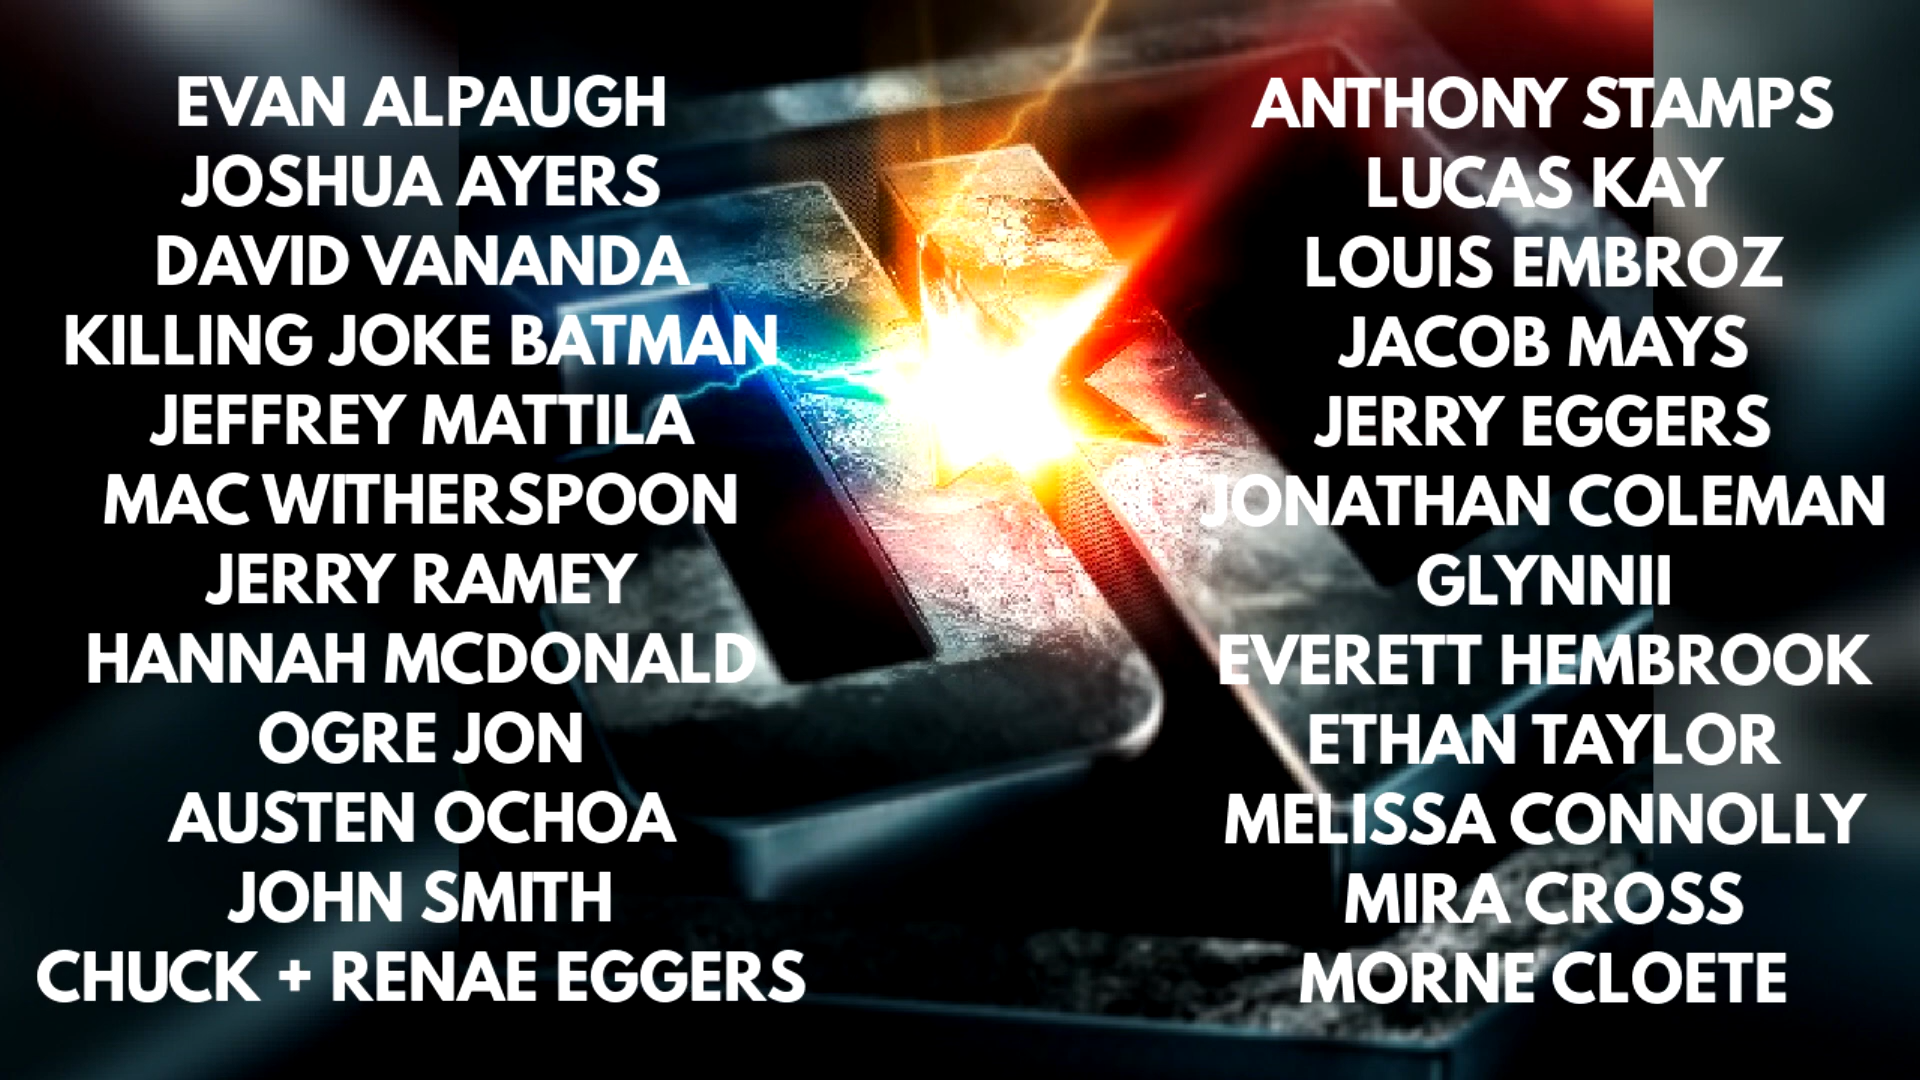 EVAN ALPAUGH
JOSHUA AYERS
DAVID VANANDA
KILLING JOKE BATMAN
JEFFREY MATTILA
MAC WITHERSPOON
JERRY RAMEY
HANNAH MCDONALD
OGRE JON
AUSTEN OCHOA
JOHN SMITH
CHUCK + RENAE EGGERS
ANTHONY STAMPS
LUCAS KAY
LOUIS EMBROZ
JACOB MAYS
JERRY EGGERS
JONATHAN COLEMAN
GLYNNII
EVERETT HEMBROOK
ETHAN TAYLOR
MELISSA CONNOLLY
MIRA CROSS
MORNE CLOETE